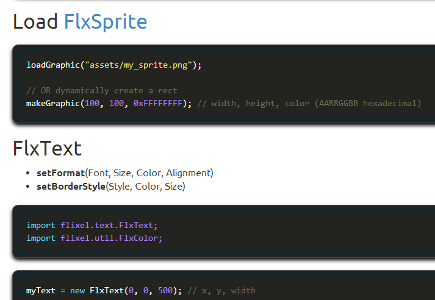 Load FlxSprite
loadGraphic("assets/my_sprite.png");
// OR dynamically create a rect
makeGraphic(100, 100, 0xFFFFFFFF); // width, height, color (AARRGGBB hexadecimal)
FlxText
setFormat(Font, Size, Color, Alignment)
setBorderStyle(Style, Color, Size)
import flixel.text.FlxText;
import flixel.util.FlxColor;
myText = new FlxText(0, 0, 500); // x, y, width